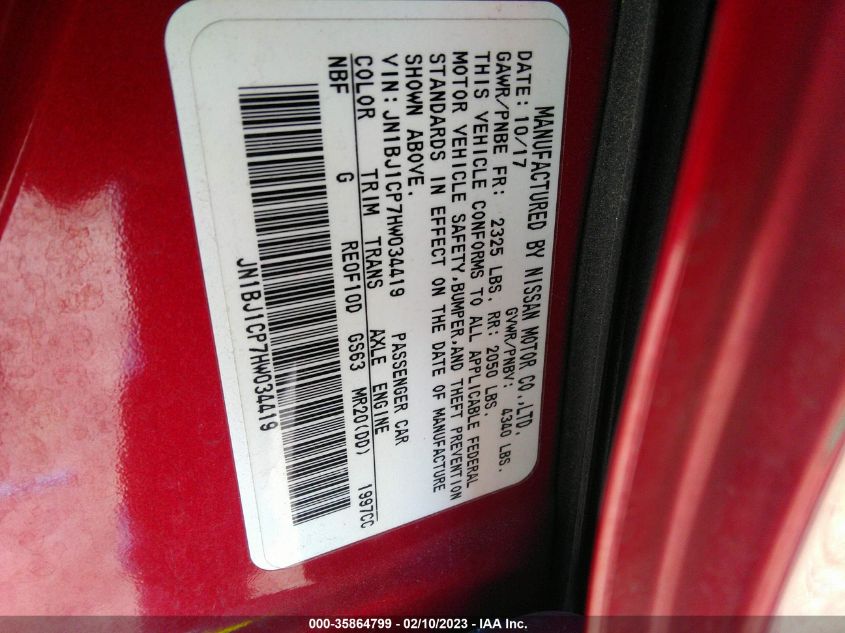 MANUFACTURED BY NISSAN MOTOR CO.,LTD.
DATE: 10/17 GVWR/PNBV: 4340 LBS.
GAWR/PNBE FR: 2325 LBS. RR: 2050 LBS.
THIS VEHICLE CONFORMS TO ALL APPLICABLE FEDERAL
MOTOR VEHICLE SAFETY,BUMPER,AND THEFT PREVENTION
STANDARDS IN EFFECT ON THE DATE OF MANUFACTURE
SHOWN ABOVE.
VIN:JN1BJ1CP7HW034419 PASSENGER CAR
COLOR TRIM TRANS AXLE ENGINE
NBF G RE0F10D GS63 MR20(DD) 1997CC
JN1BJ1CP7HW034419
000-35864799 — 02/10/2023 — IAA Inc.